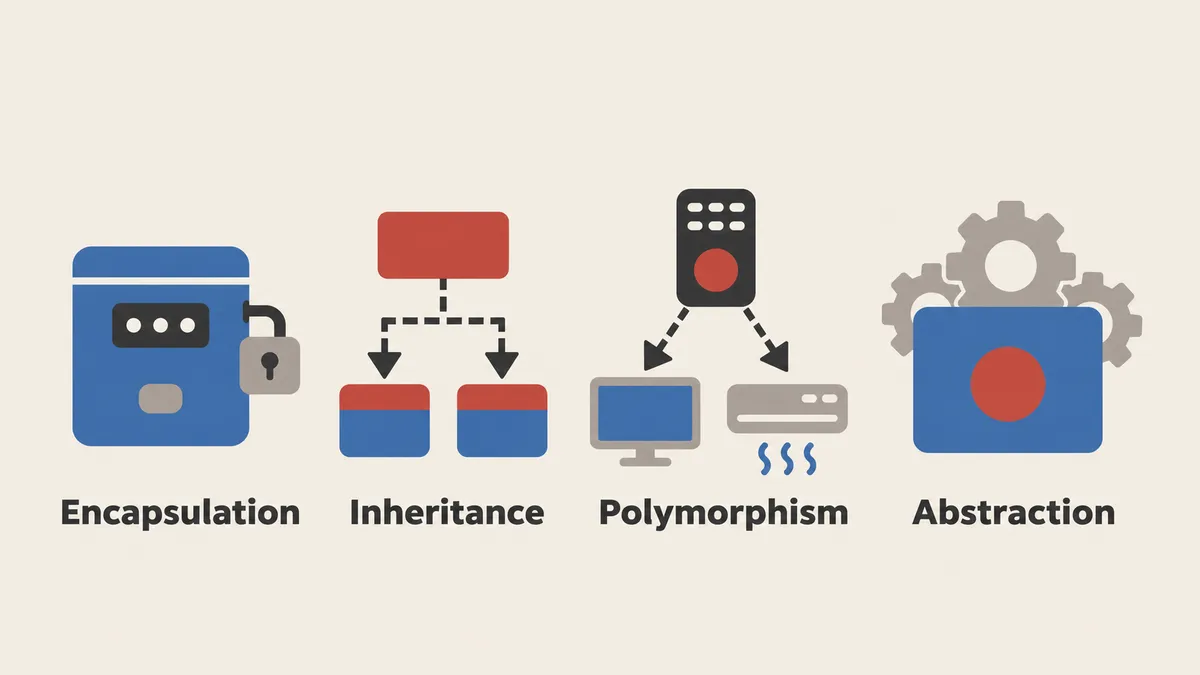 Encapsulation
Inheritance
Polymorphism
Abstraction